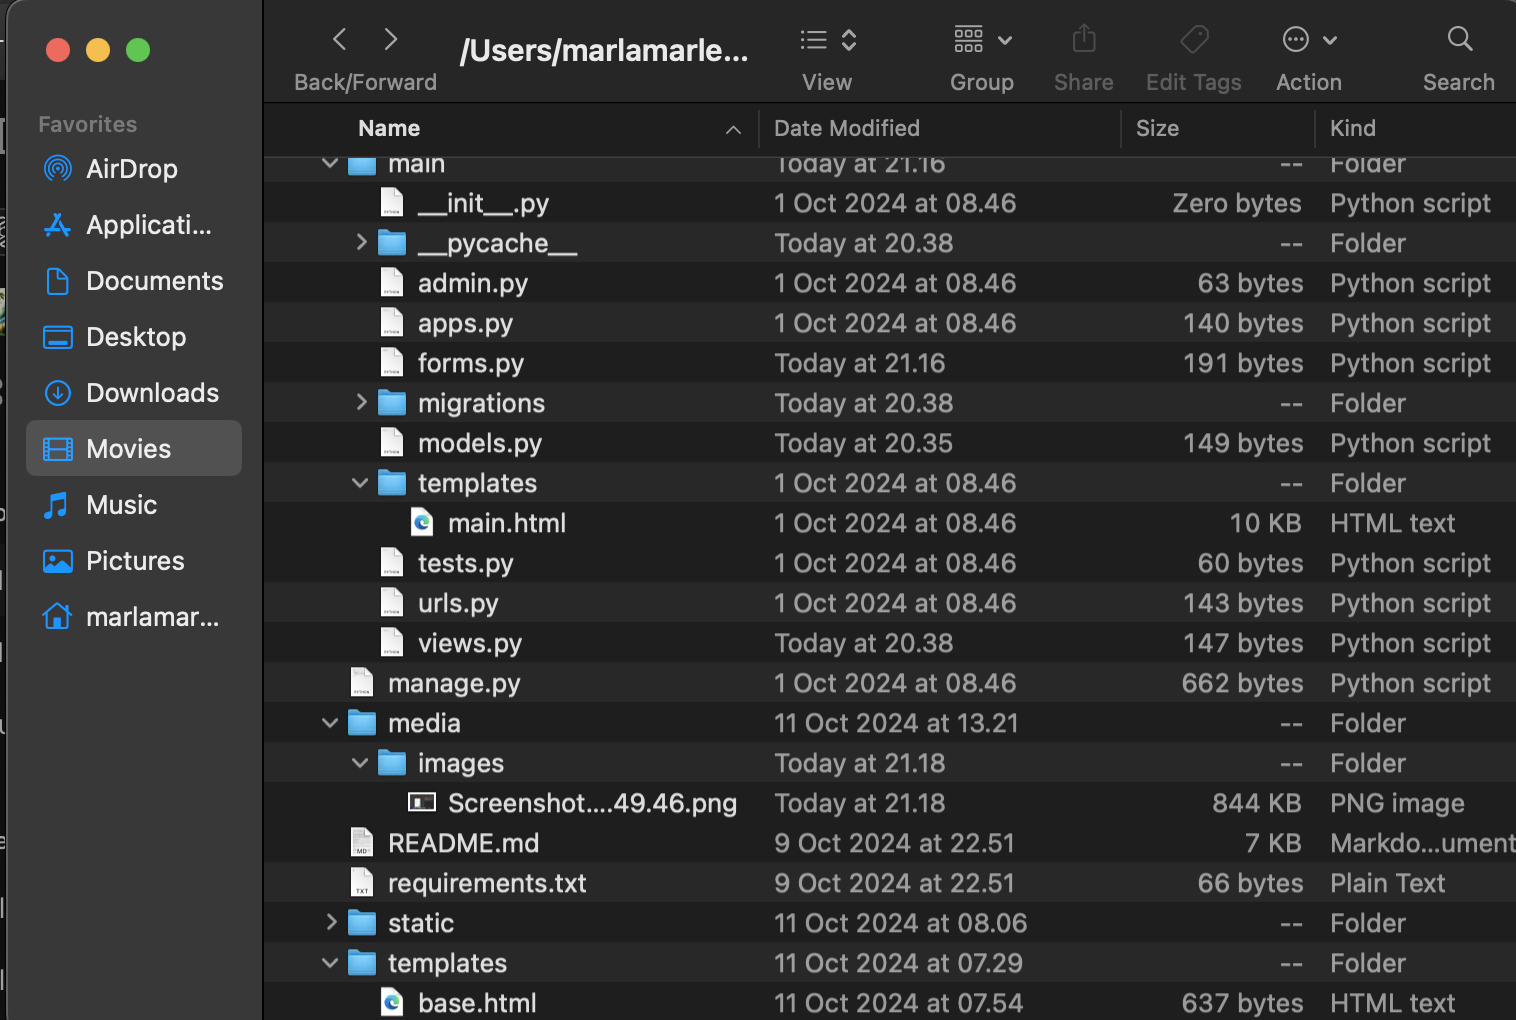 /Users/marlamarle...
Back/Forward
View
Group
Share
Edit Tags
Action
Search
Favorites
AirDrop
Applicati...
Documents
Desktop
Downloads
Movies
Music
Pictures
marlamar...
Name Date Modified Size Kind
main Today at 21.16 -- Folder
__init__.py 1 Oct 2024 at 08.46 Zero bytes Python script
__pycache__ Today at 20.38 -- Folder
admin.py 1 Oct 2024 at 08.46 63 bytes Python script
apps.py 1 Oct 2024 at 08.46 140 bytes Python script
forms.py Today at 21.16 191 bytes Python script
migrations Today at 20.38 -- Folder
models.py Today at 20.35 149 bytes Python script
templates 1 Oct 2024 at 08.46 -- Folder
main.html 1 Oct 2024 at 08.46 10 KB HTML text
tests.py 1 Oct 2024 at 08.46 60 bytes Python script
urls.py 1 Oct 2024 at 08.46 143 bytes Python script
views.py Today at 20.38 147 bytes Python script
manage.py 1 Oct 2024 at 08.46 662 bytes Python script
media 11 Oct 2024 at 13.21 -- Folder
images Today at 21.18 -- Folder
Screenshot....49.46.png Today at 21.18 844 KB PNG image
README.md 9 Oct 2024 at 22.51 7 KB Markdo...ument
requirements.txt 9 Oct 2024 at 22.51 66 bytes Plain Text
static 11 Oct 2024 at 08.06 -- Folder
templates 11 Oct 2024 at 07.29 -- Folder
base.html 11 Oct 2024 at 07.54 637 bytes HTML text